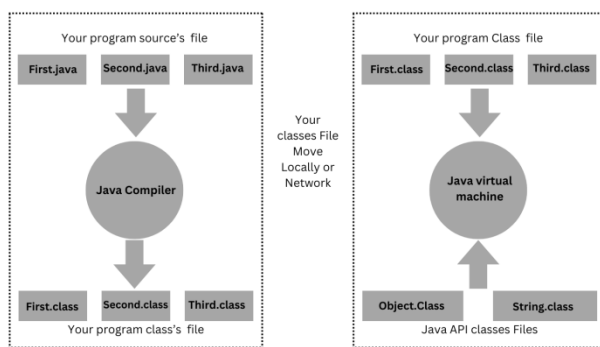 Your program source's file
First.java
Second.java
Third.java
Java Compiler
First.class
Second.class
Third.class
Your program class's file
Your
classes File
Move
Locally or
Network
Your program Class file
First.class
Second.class
Third.class
Java virtual
machine
Object.Class
String.class
Java API classes Files